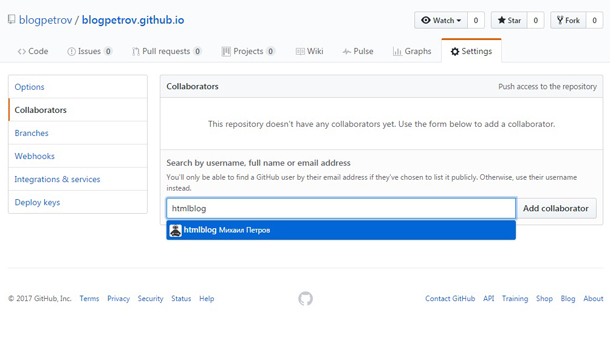 blogpetrov / blogpetrov.github.io
Watch 0 Star 0 Fork 0
Code Issues 0 Pull requests 0 Projects 0 Wiki Pulse Graphs Settings
Options
Collaborators
Branches
Webhooks
Integrations & services
Deploy keys
Collaborators Push access to the repository
This repository doesn't have any collaborators yet. Use the form below to add a collaborator.
Search by username, full name or email address
You'll only be able to find a GitHub user by their email address if they've chosen to list it publicly. Otherwise, use their username
instead.
htmlblog Add collaborator
htmlblog Михаил Петров
© 2017 GitHub, Inc. Terms Privacy Security Status Help Contact GitHub API Training Shop Blog About